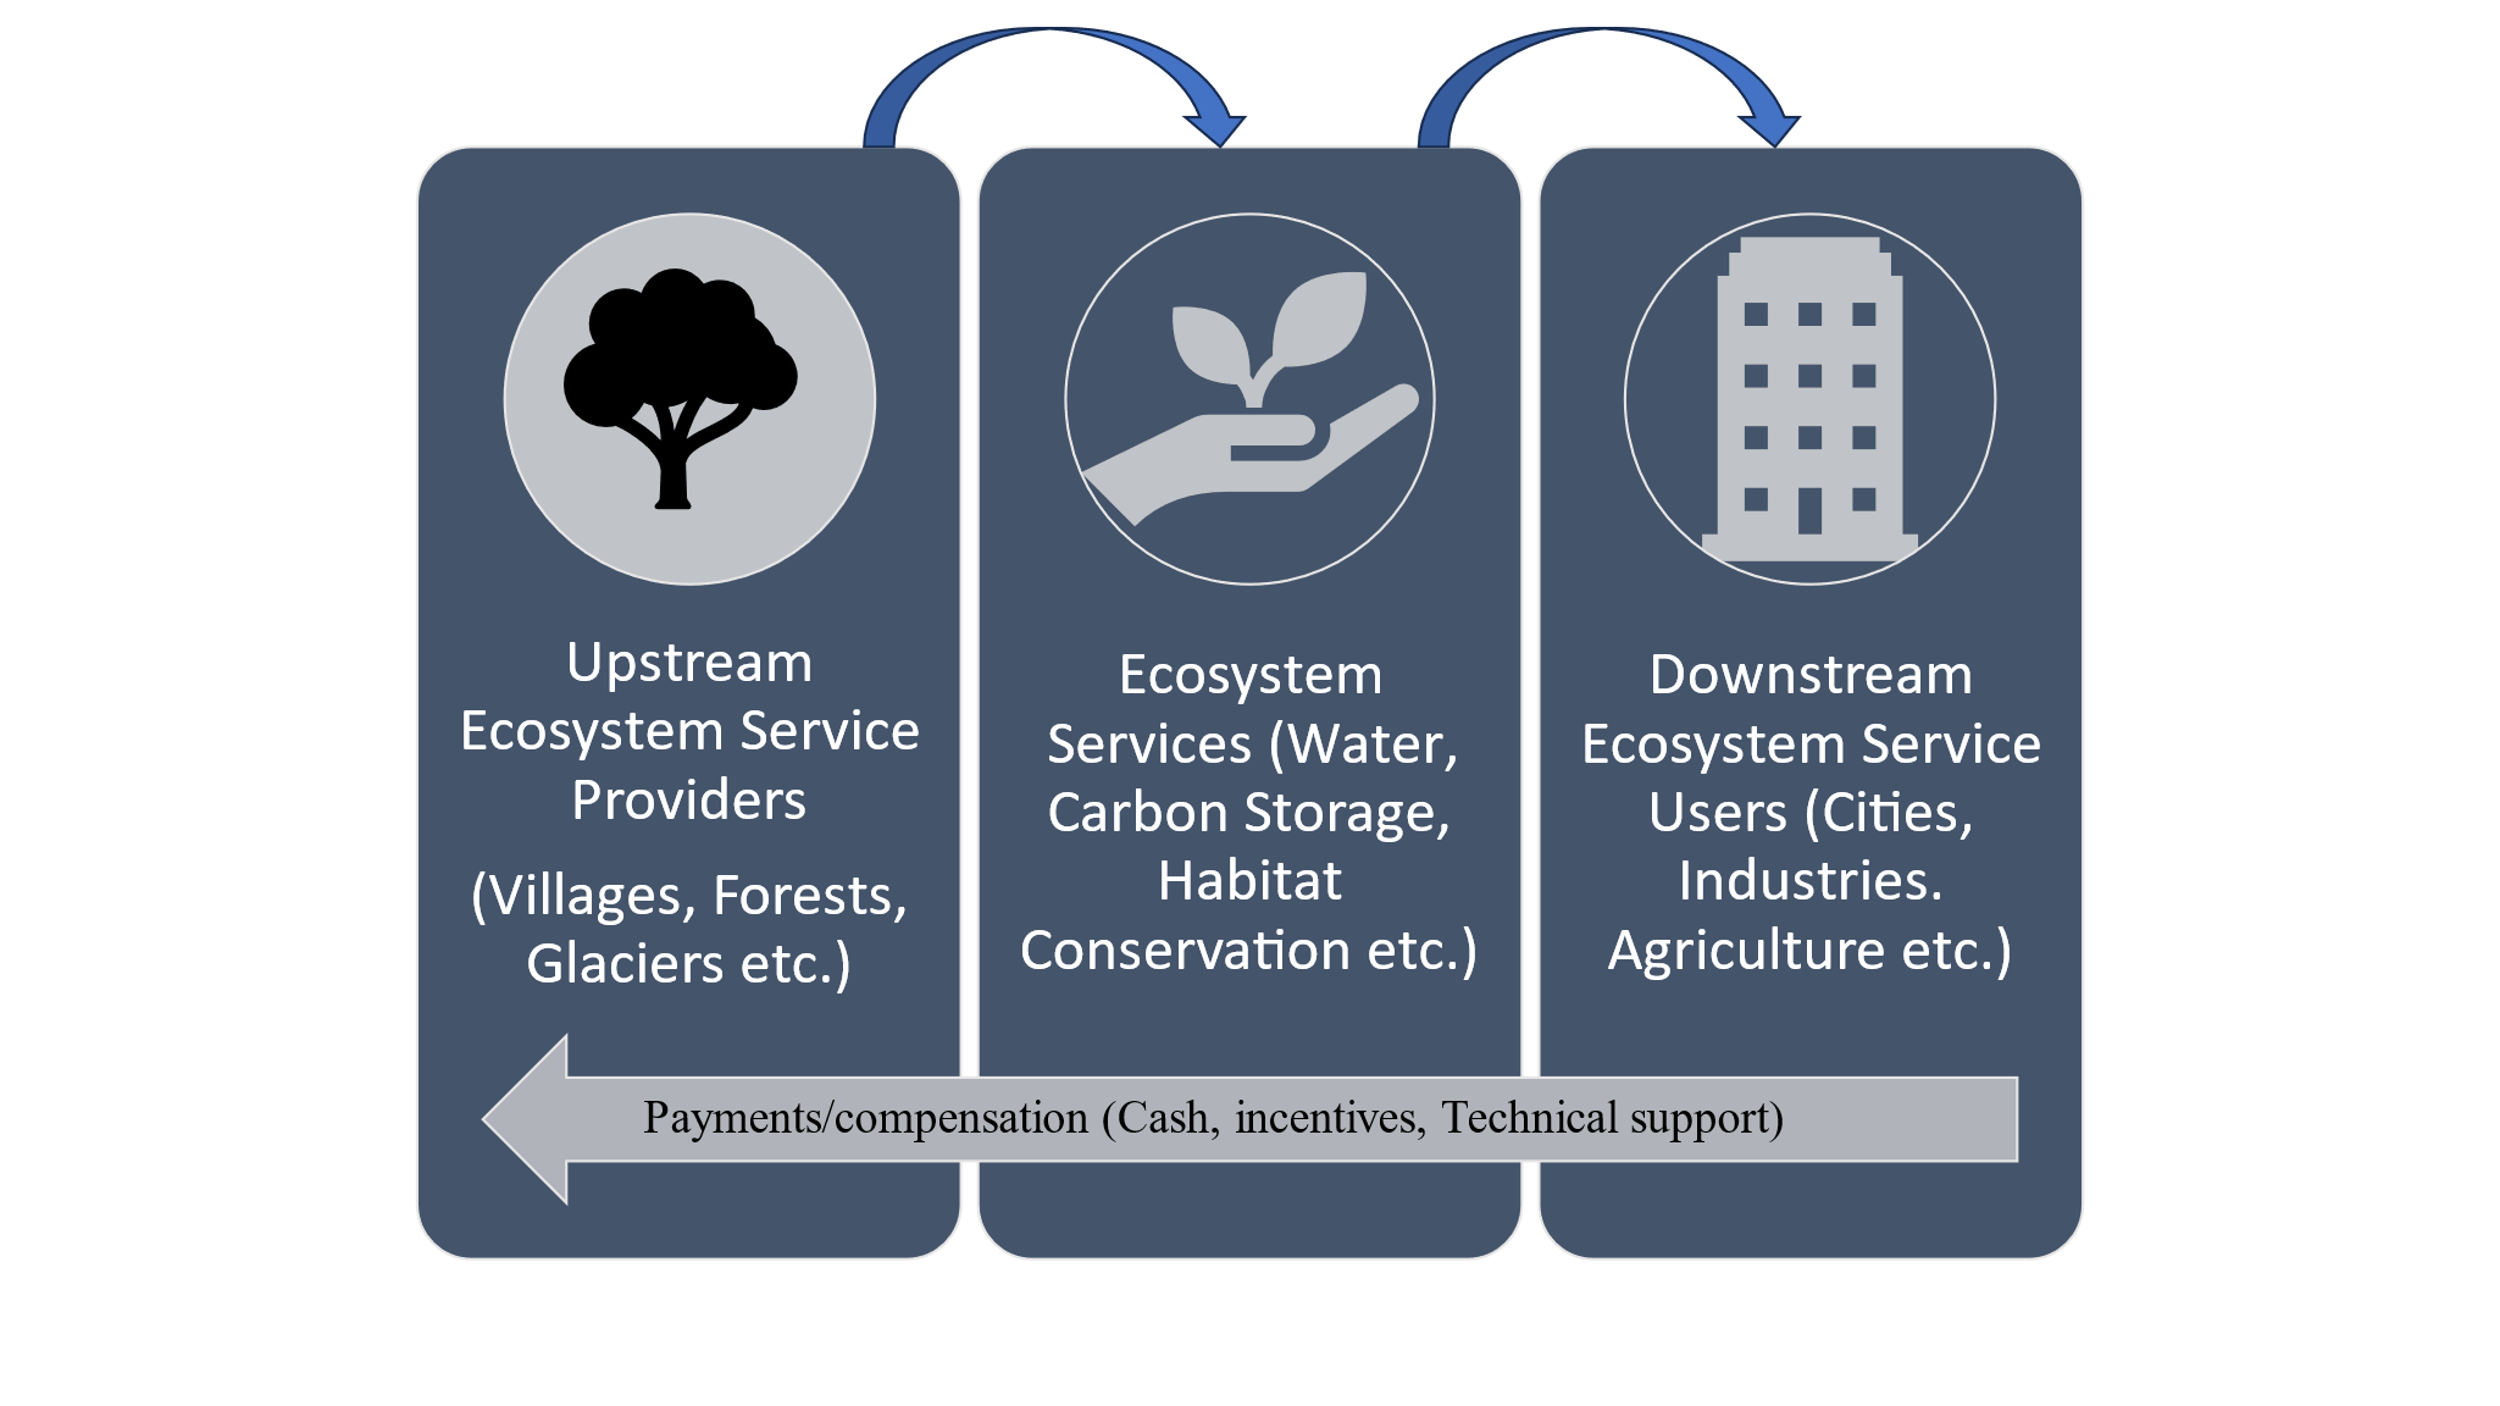 Upstream
Ecosystem Service
Providers
(Villages, Forests,
Glaciers etc.)
Ecosystem
Services (Water,
Carbon Storage,
Habitat
Conservation etc.)
Downstream
Ecosystem Service
Users (Cities,
Industries.
Agriculture etc.)
Payments/compensation (Cash, incentives, Technical support)